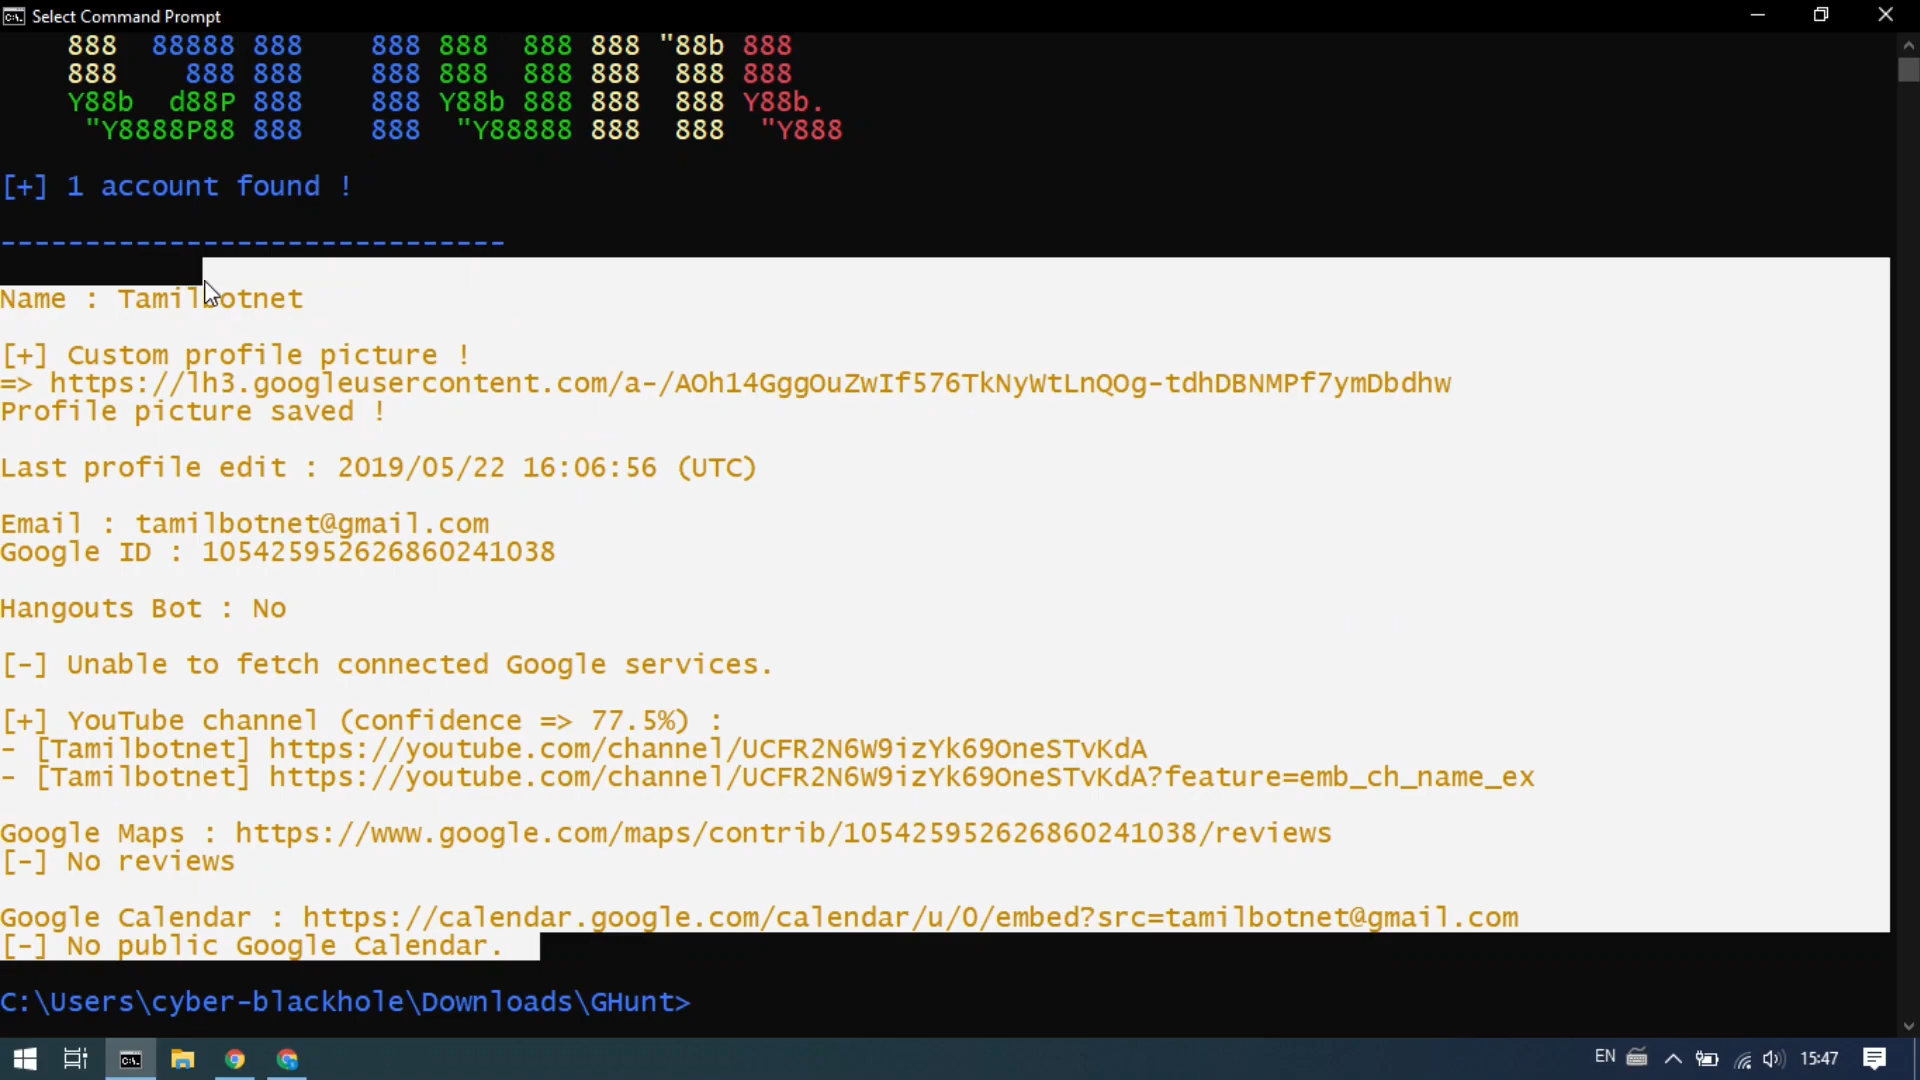 Select Command Prompt
888 88888 888 888 888 888 888 "88b 888
888 888 888 888 888 888 888 888 888
Y88b d88P 888 888 Y88b 888 888 888 Y88b.
"Y8888P88 888 888 "Y88888 888 888 "Y888
[+] 1 account found !
------------------------------
Name : Tamilbotnet
[+] Custom profile picture !
=> https://lh3.googleusercontent.com/a-/AOh14GggOuZwIf576TkNyWtLnQOg-tdhDBNMPf7ymDbdhw
Profile picture saved !
Last profile edit : 2019/05/22 16:06:56 (UTC)
Email : tamilbotnet@gmail.com
Google ID : 105425952626860241038
Hangouts Bot : No
[-] Unable to fetch connected Google services.
[+] YouTube channel (confidence => 77.5%) :
- [Tamilbotnet] https://youtube.com/channel/UCFR2N6W9izYk69OneSTvKdA
- [Tamilbotnet] https://youtube.com/channel/UCFR2N6W9izYk69OneSTvKdA?feature=emb_ch_name_ex
Google Maps : https://www.google.com/maps/contrib/105425952626860241038/reviews
[-] No reviews
Google Calendar : https://calendar.google.com/calendar/u/0/embed?src=tamilbotnet@gmail.com
[-] No public Google Calendar.
C:\Users\cyber-blackhole\Downloads\GHunt>
EN 15:47